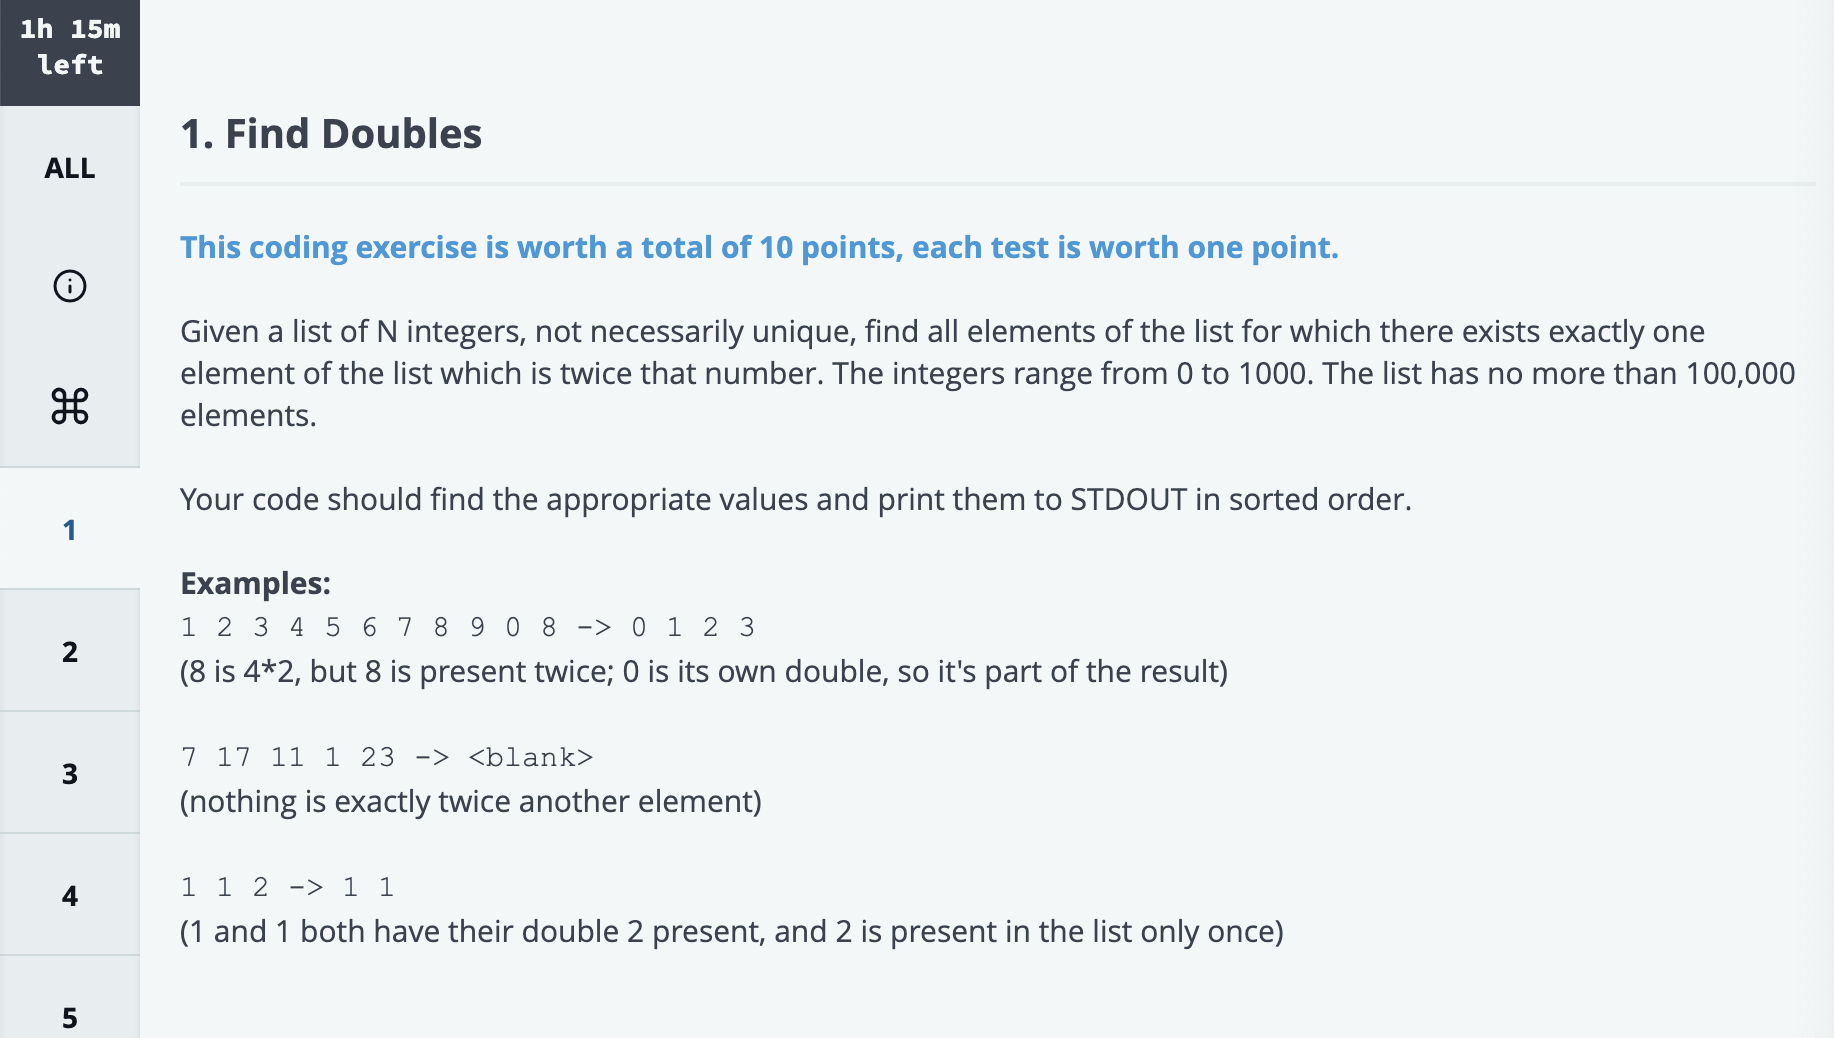 1h 15m
left
ALL
1
2
3
4
5
1. Find Doubles
This coding exercise is worth a total of 10 points, each test is worth one point.
Given a list of N integers, not necessarily unique, find all elements of the list for which there exists exactly one
element of the list which is twice that number. The integers range from 0 to 1000. The list has no more than 100,000
elements.
Your code should find the appropriate values and print them to STDOUT in sorted order.
Examples:
1 2 3 4 5 6 7 8 9 0 8 -> 0 1 2 3
(8 is 4*2, but 8 is present twice; 0 is its own double, so it's part of the result)
7 17 11 1 23 -> <blank>
(nothing is exactly twice another element)
1 1 2 -> 1 1
(1 and 1 both have their double 2 present, and 2 is present in the list only once)